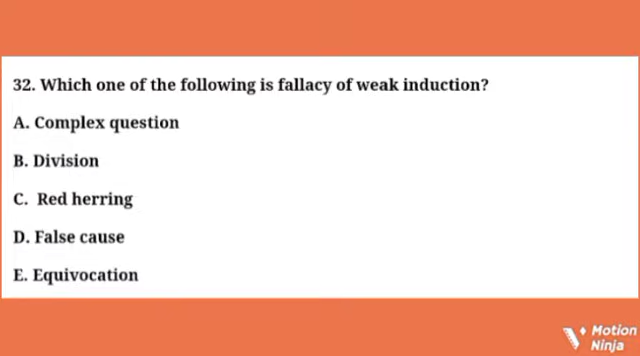 32. Which one of the following is fallacy of weak induction?
A. Complex question
B. Division
C. Red herring
D. False cause
E. Equivocation
Motion
Ninja